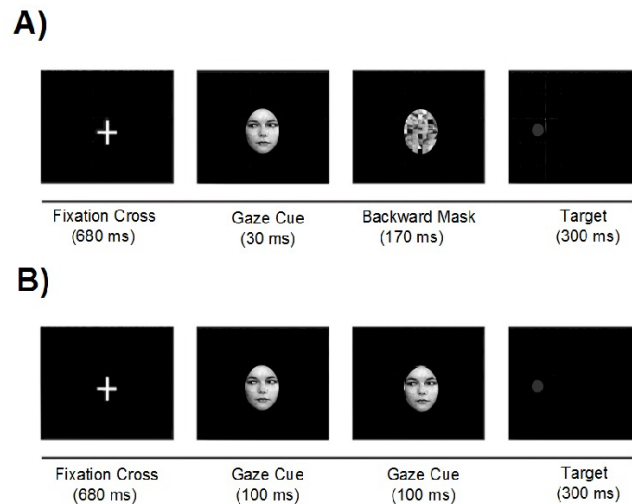 A)
Fixation Cross Gaze Cue Backward Mask Target
(680 ms) (30 ms) (170 ms) (300 ms)
B)
Fixation Cross Gaze Cue Gaze Cue Target
(680 ms) (100 ms) (100 ms) (300 ms)